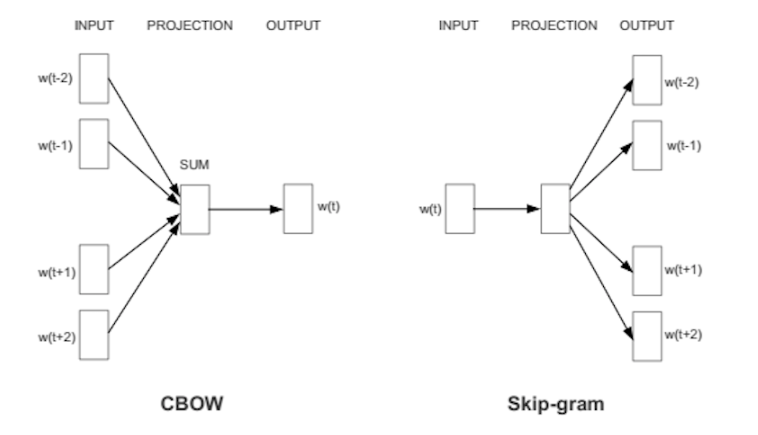 INPUT PROJECTION OUTPUT
w(t-2)
w(t-1)
SUM
w(t)
w(t+1)
w(t+2)
CBOW
INPUT PROJECTION OUTPUT
w(t-2)
w(t-1)
w(t)
w(t+1)
w(t+2)
Skip-gram